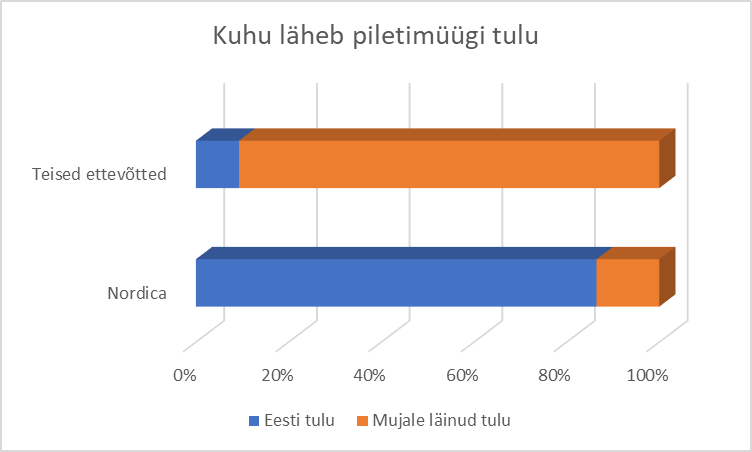 Kuhu läheb piletimüügi tulu
Teised ettevõtted
Nordica
0% 20% 40% 60% 80% 100%
Eesti tulu Mujale läinud tulu